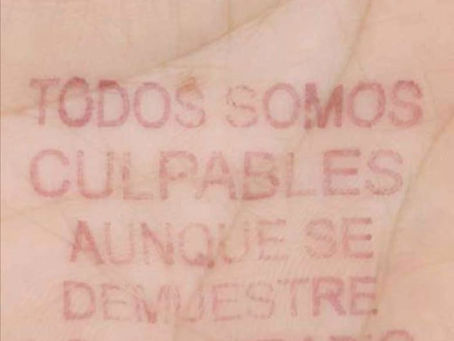 TODOS SOMOS
CULPABLES
AUNQUE SE
DEMUESTRE